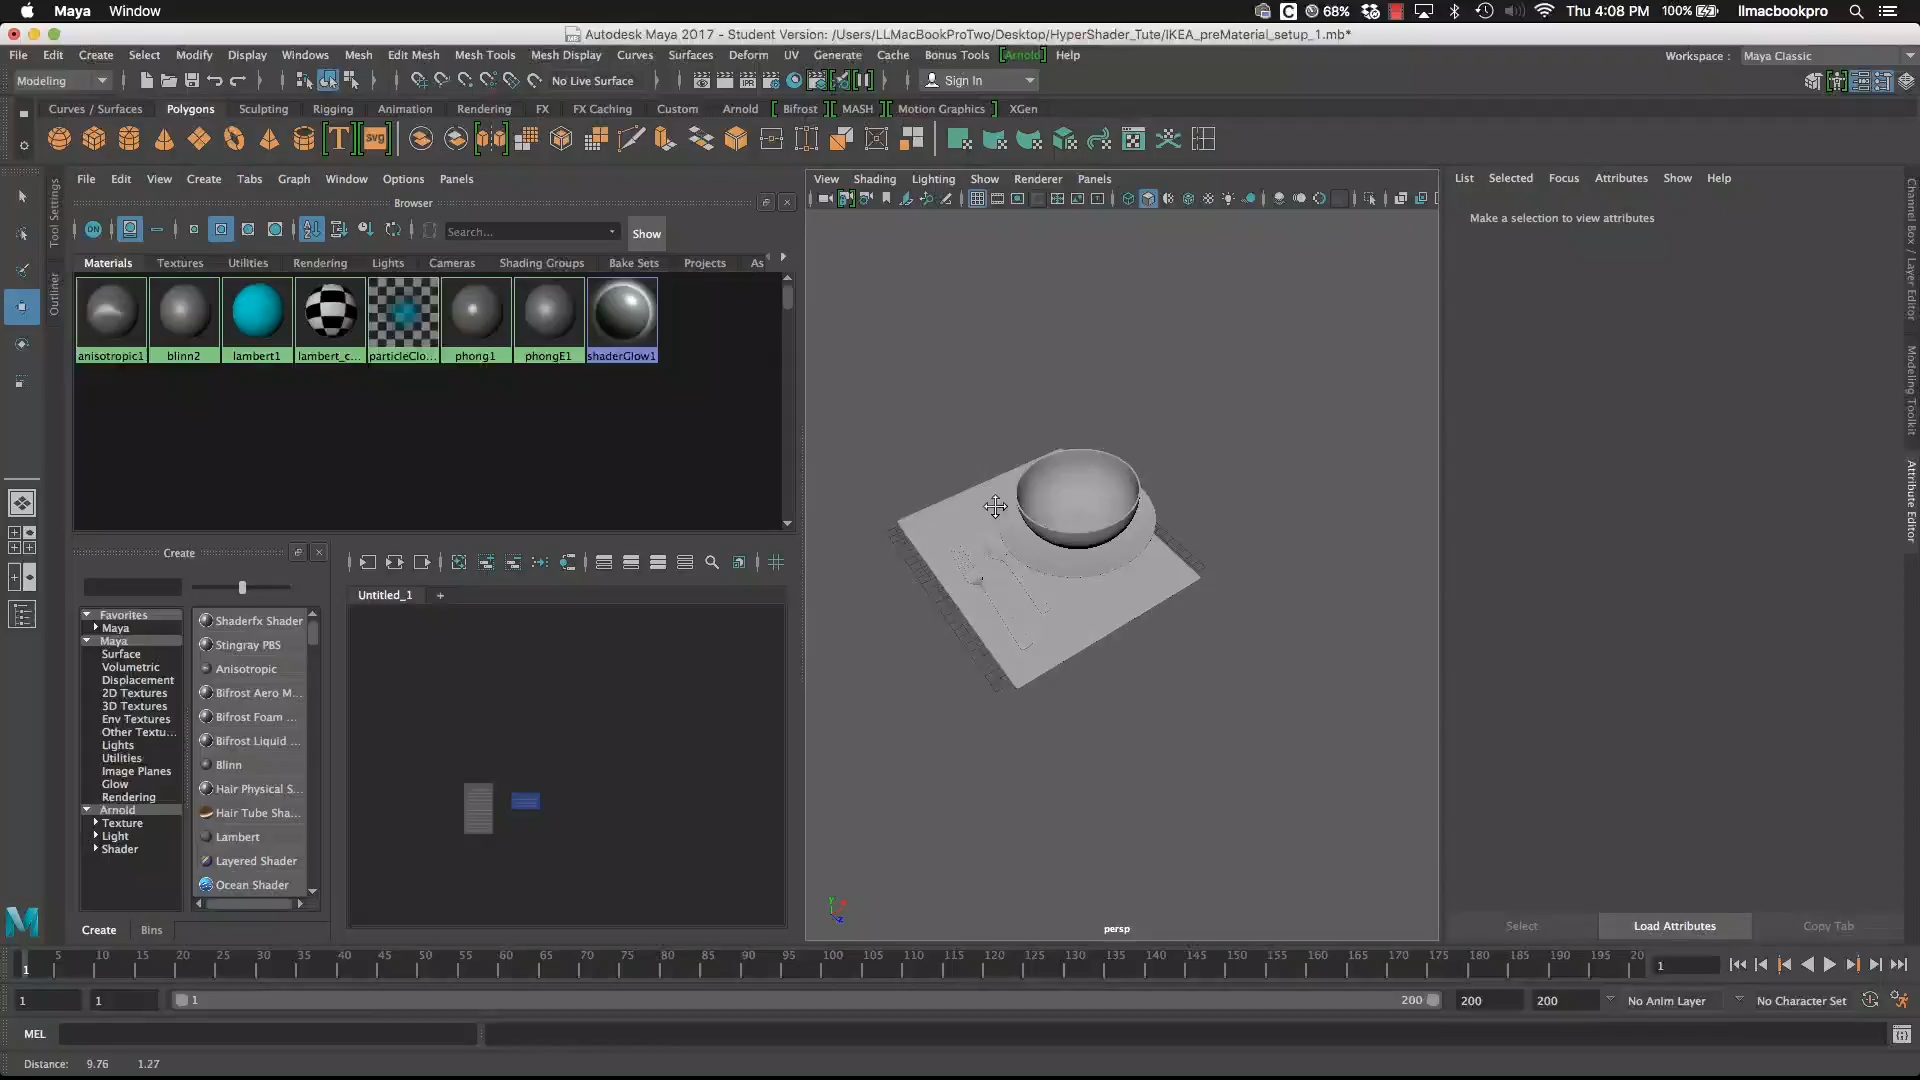 Maya Window 68% Thu 4:08 PM 100% llmacbookpro
Autodesk Maya 2017 - Student Version: /Users/LLMacBookProTwo/Desktop/HyperShader_Tute/IKEA_preMaterial_setup_1.mb*
File Edit Create Select Modify Display Windows Mesh Edit Mesh Mesh Tools Mesh Display Curves Surfaces Deform UV Generate Cache Bonus Tools [Arnold] Help Workspace : Maya Classic
Modeling No Live Surface Sign In
Curves / Surfaces Polygons Sculpting Rigging Animation Rendering FX FX Caching Custom Arnold [ Bifrost ] [ MASH ] [ Motion Graphics ] XGen
T svg
File Edit View Create Tabs Graph Window Options Panels
View Shading Lighting Show Renderer Panels
List Selected Focus Attributes Show Help
Browser
Make a selection to view attributes
ON Search... Show
Materials Textures Utilities Rendering Lights Cameras Shading Groups Bake Sets Projects As
anisotropic1 blinn2 lambert1 lambert_c... particleClo... phong1 phongE1 shaderGlow1
Tool Settings
Outliner
Channel Box / Layer Editor
Modeling Toolkit
Attribute Editor
Create
Untitled_1 +
Favorites
Maya
Maya
Surface
Volumetric
Displacement
2D Textures
3D Textures
Env Textures
Other Textu...
Lights
Utilities
Image Planes
Glow
Rendering
Arnold
Texture
Light
Shader
Shaderfx Shader
Stingray PBS
Anisotropic
Bifrost Aero M...
Bifrost Foam ...
Bifrost Liquid ...
Blinn
Hair Physical S...
Hair Tube Sha...
Lambert
Layered Shader
Ocean Shader
Create Bins
persp
Select Load Attributes Copy Tab
5 10 15 20 25 30 35 40 45 50 55 60 65 70 75 80 85 90 95 100 105 110 115 120 125 130 135 140 145 150 155 160 165 170 175 180 185 190 195 20
1 1
1 1 1 200 200 200 No Anim Layer No Character Set
MEL
Distance: 9.76 1.27